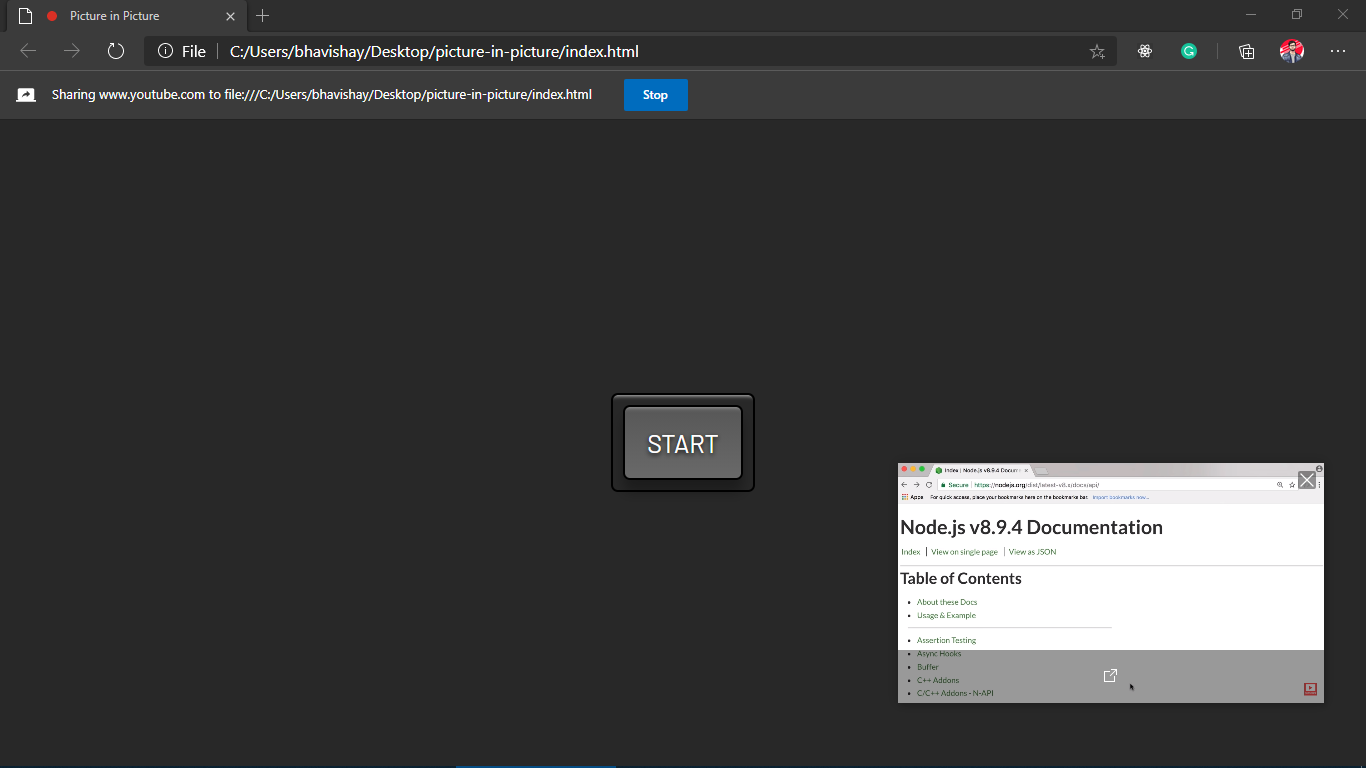 Picture in Picture
File C:/Users/bhavishay/Desktop/picture-in-picture/index.html
Sharing www.youtube.com to file:///C:/Users/bhavishay/Desktop/picture-in-picture/index.html Stop
START
Index | Node.js v8.9.4 Docum
Secure https://nodejs.org/dist/latest-v8.x/docs/api/
Apps For quick access, place your bookmarks here on the bookmarks bar. Import bookmarks now...
Node.js v8.9.4 Documentation
Index View on single page View as JSON
Table of Contents
About these Docs
Usage & Example
Assertion Testing
Async Hooks
Buffer
C++ Addons
C/C++ Addons - N-API